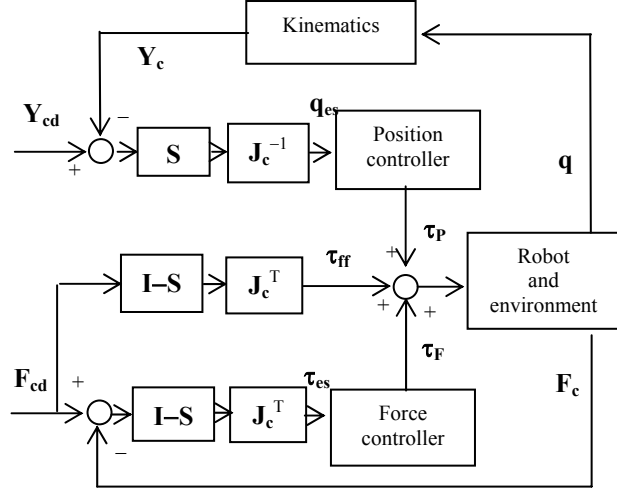 Kinematics
Y_c
Y_cd
−
+
S
J_c^{−1}
q_es
Position
controller
q
τ_P
+
Robot
and
environment
I–S
J_c^T
τ_ff
+
+
τ_F
F_cd
+
−
I–S
J_c^T
τ_es
Force
controller
F_c